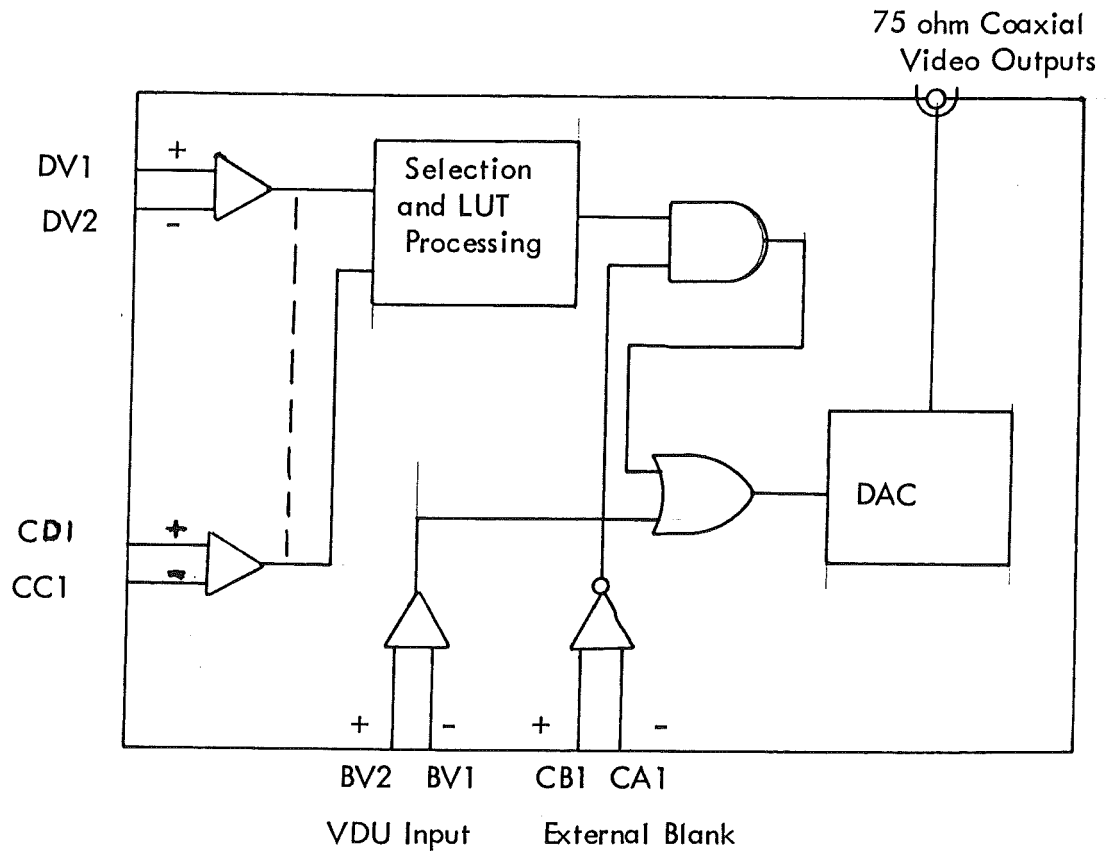 75 ohm Coaxial
Video Outputs
DV1
+
DV2
-
Selection
and LUT
Processing
DAC
CD1
+
CC1
-
+
-
+
-
BV2
BV1
CB1
CA1
VDU Input
External Blank